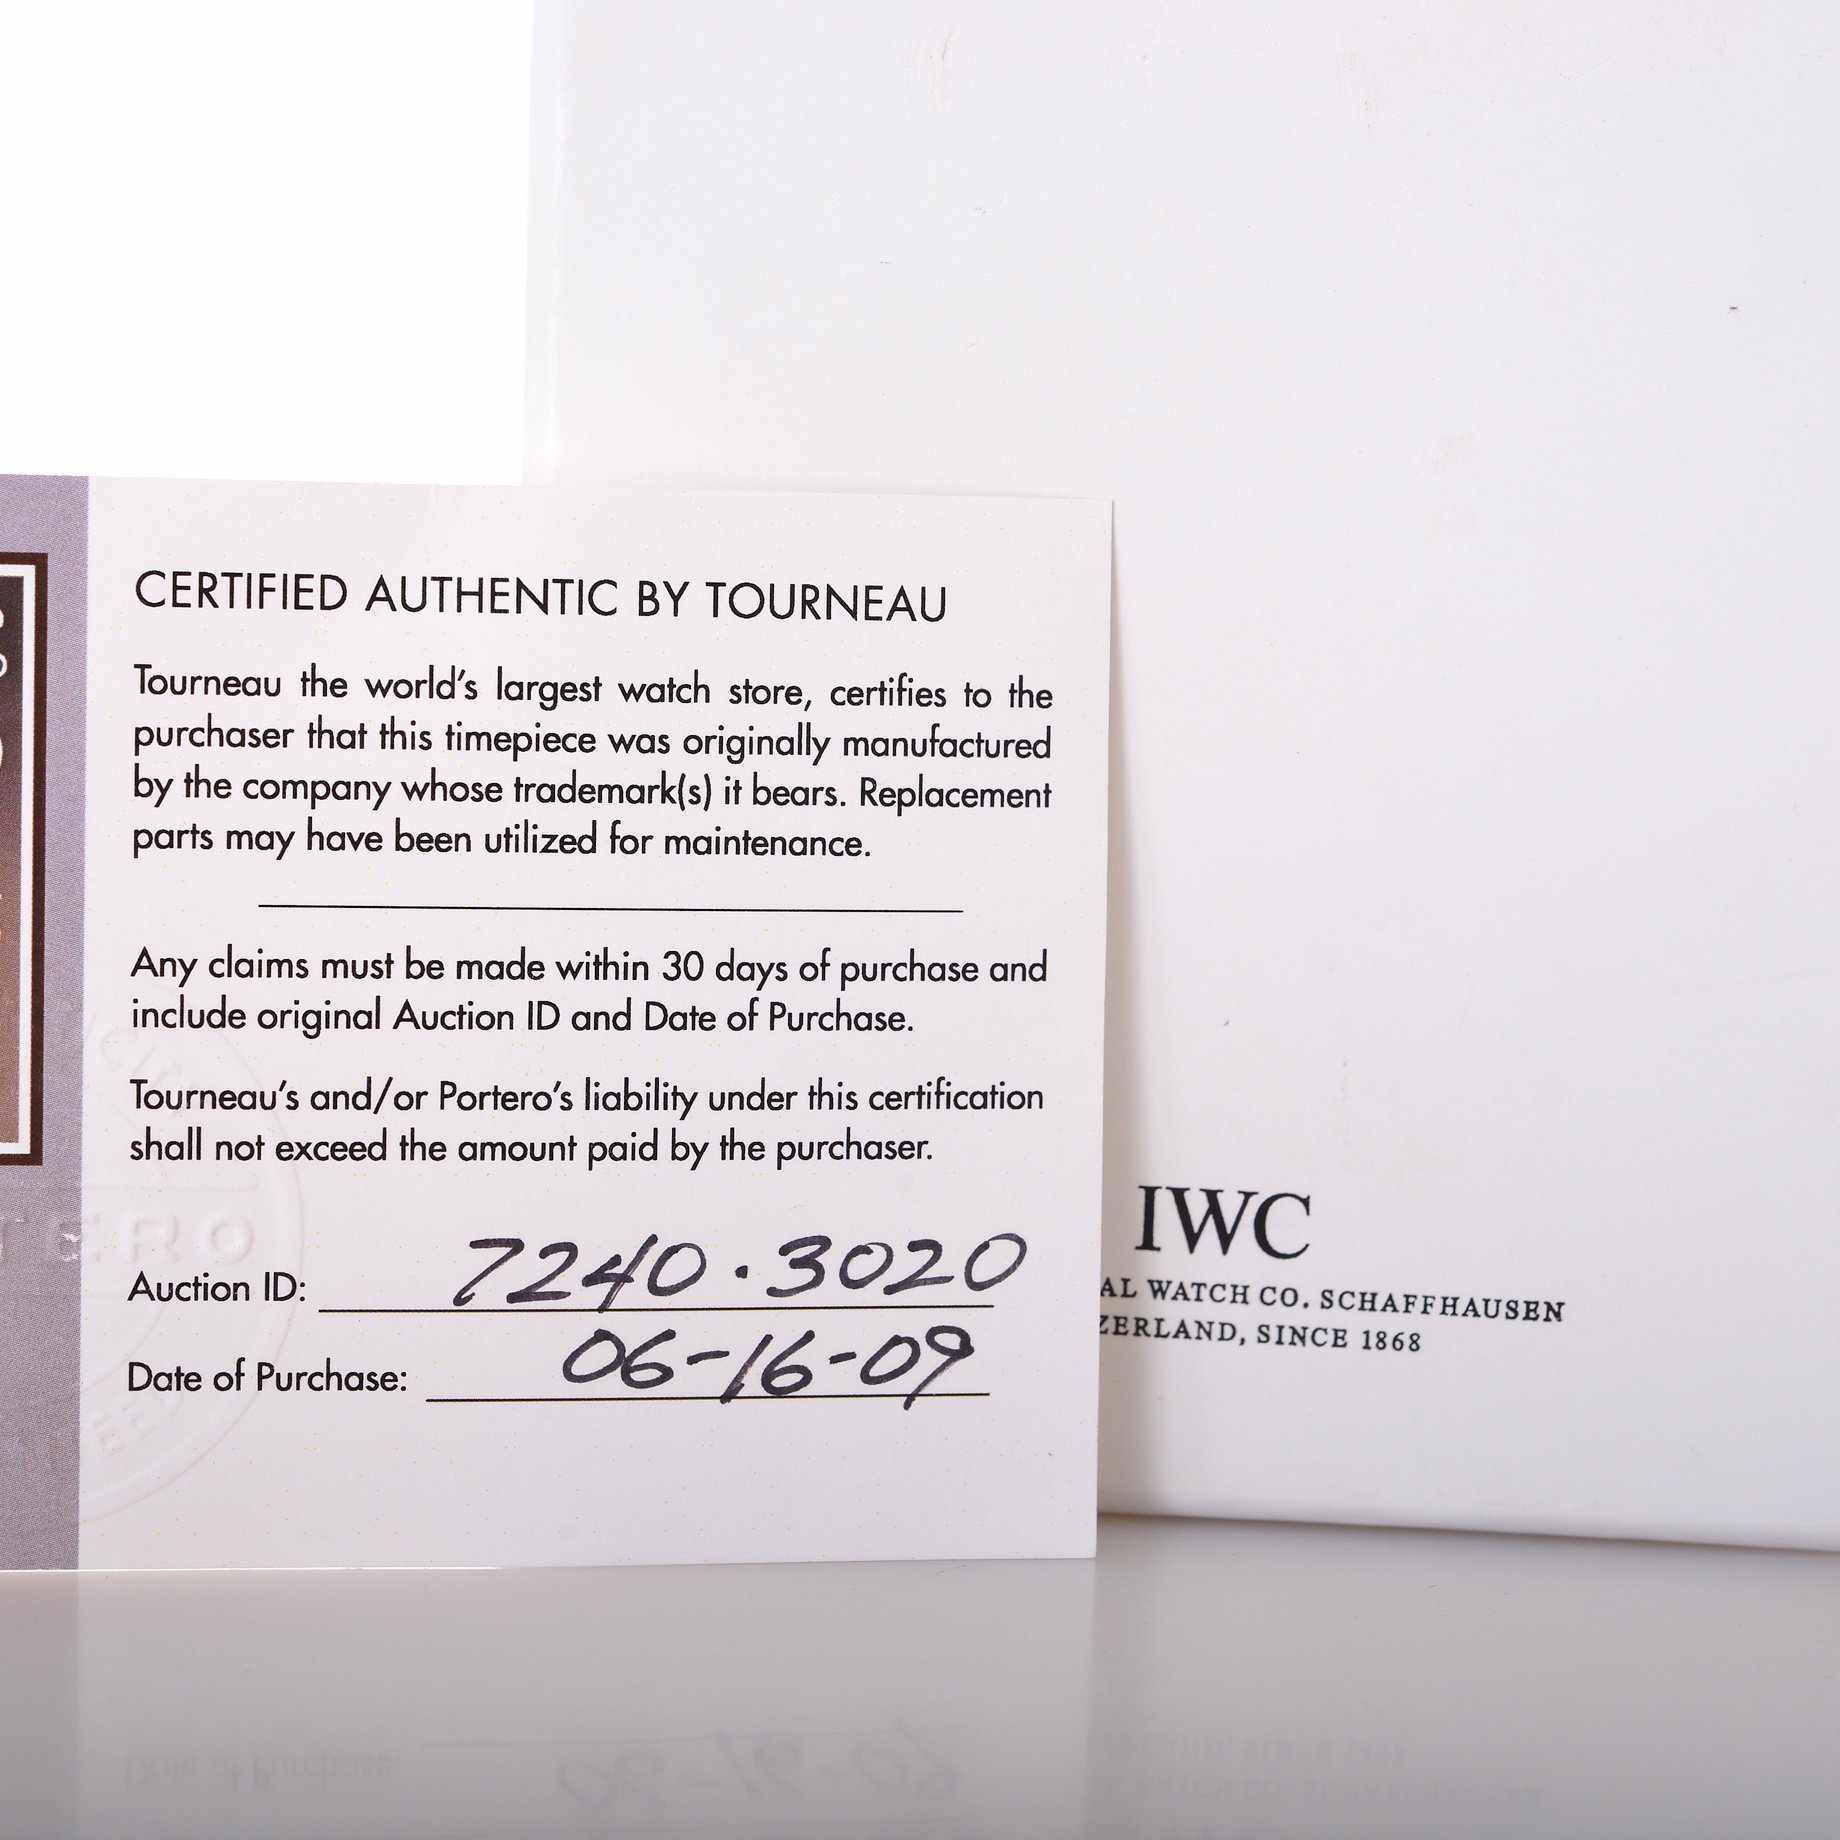 CERTIFIED AUTHENTIC BY TOURNEAU
Tourneau the world's largest watch store, certifies to the
purchaser that this timepiece was originally manufactured
by the company whose trademark(s) it bears. Replacement
parts may have been utilized for maintenance.
Any claims must be made within 30 days of purchase and
include original Auction ID and Date of Purchase.
Tourneau's and/or Portero's liability under this certification
shall not exceed the amount paid by the purchaser.
Auction ID: 7240.3020
Date of Purchase: 06-16-09
IWC
AL WATCH CO. SCHAFFHAUSEN
ZERLAND, SINCE 1868